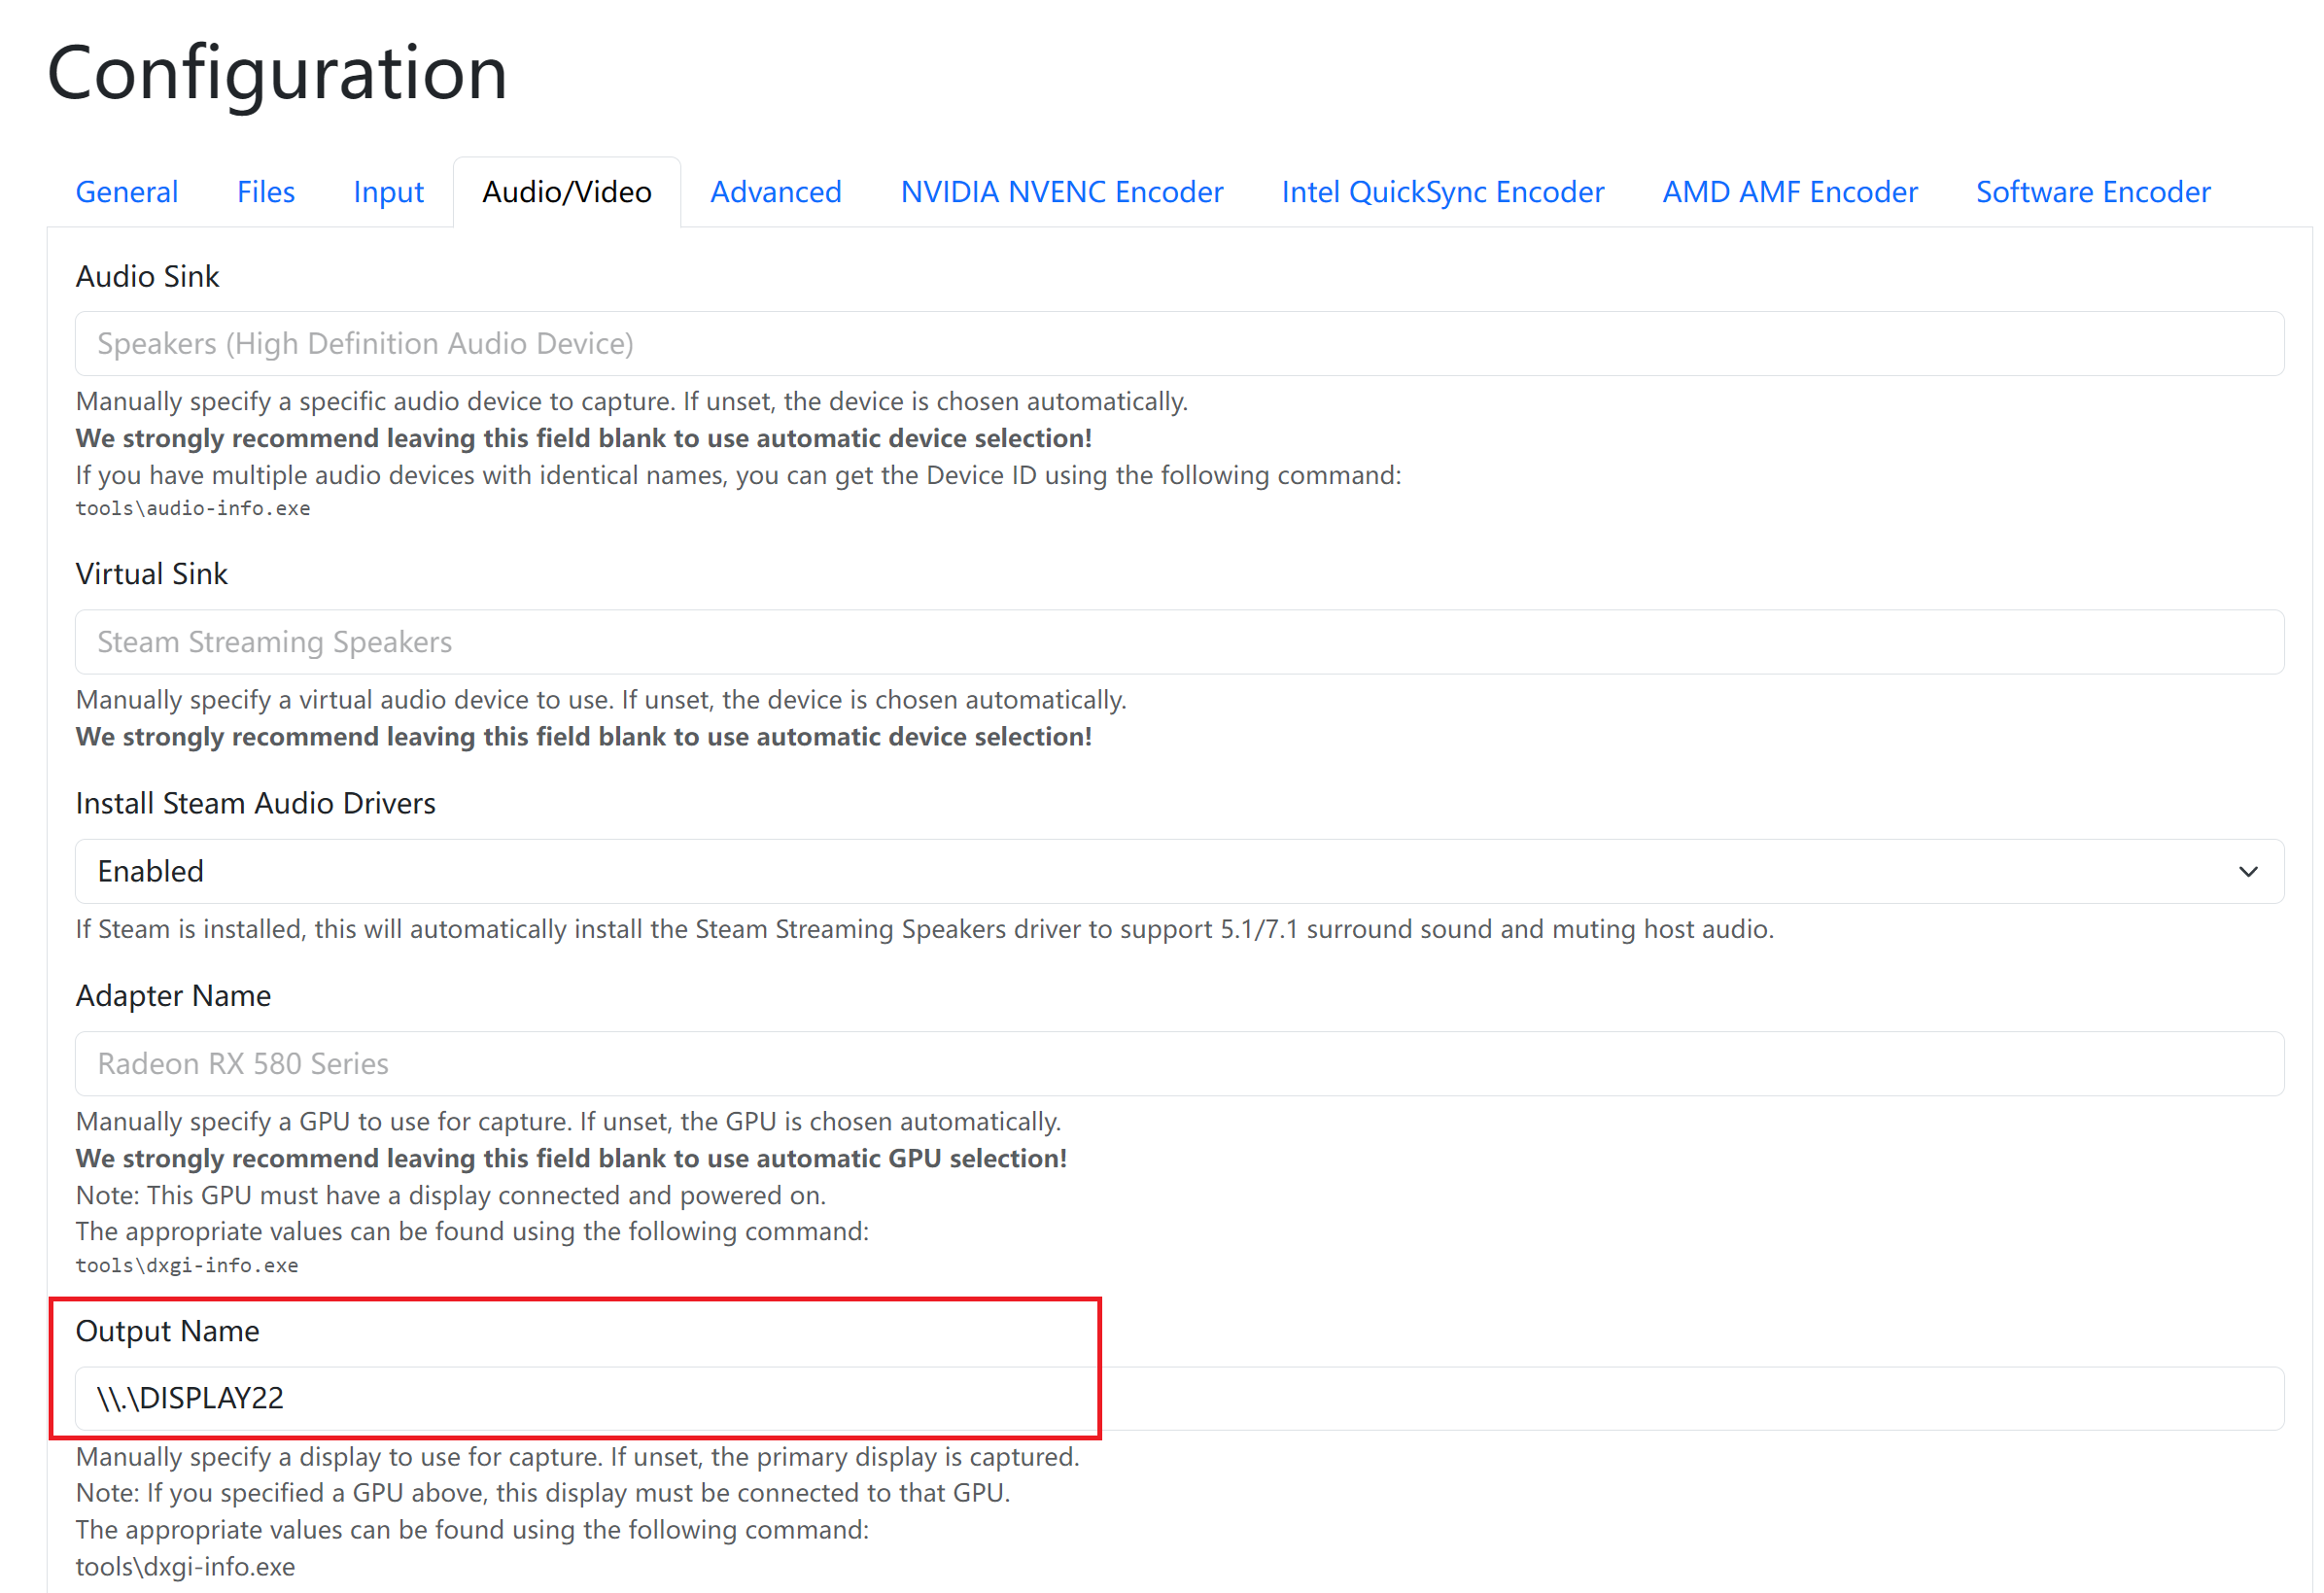 Configuration
General Files Input Audio/Video Advanced NVIDIA NVENC Encoder Intel QuickSync Encoder AMD AMF Encoder Software Encoder
Audio Sink
Speakers (High Definition Audio Device)
Manually specify a specific audio device to capture. If unset, the device is chosen automatically.
We strongly recommend leaving this field blank to use automatic device selection!
If you have multiple audio devices with identical names, you can get the Device ID using the following command:
tools\audio-info.exe
Virtual Sink
Steam Streaming Speakers
Manually specify a virtual audio device to use. If unset, the device is chosen automatically.
We strongly recommend leaving this field blank to use automatic device selection!
Install Steam Audio Drivers
Enabled
If Steam is installed, this will automatically install the Steam Streaming Speakers driver to support 5.1/7.1 surround sound and muting host audio.
Adapter Name
Radeon RX 580 Series
Manually specify a GPU to use for capture. If unset, the GPU is chosen automatically.
We strongly recommend leaving this field blank to use automatic GPU selection!
Note: This GPU must have a display connected and powered on.
The appropriate values can be found using the following command:
tools\dxgi-info.exe
Output Name
\\.\DISPLAY22
Manually specify a display to use for capture. If unset, the primary display is captured.
Note: If you specified a GPU above, this display must be connected to that GPU.
The appropriate values can be found using the following command:
tools\dxgi-info.exe